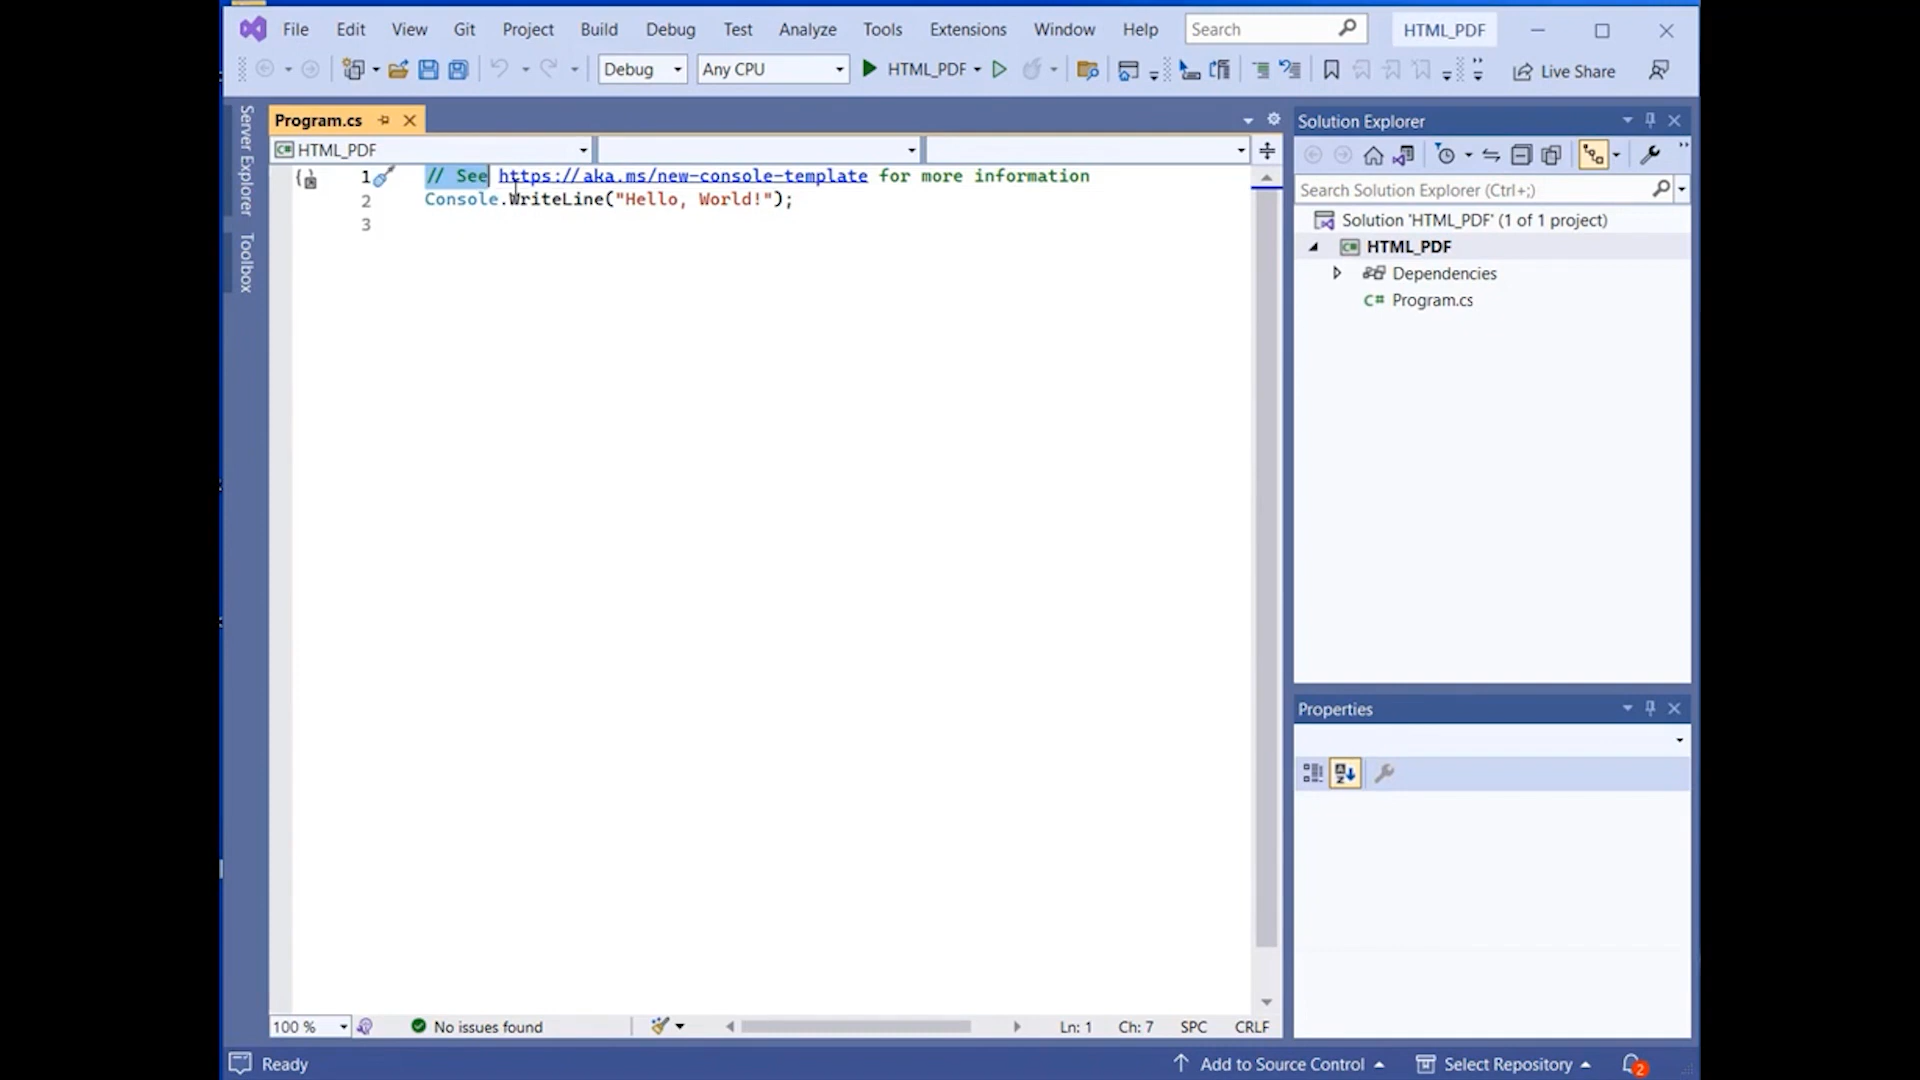 File Edit View Git Project Build Debug Test Analyze Tools Extensions Window Help Search HTML_PDF
Debug Any CPU HTML_PDF Live Share
Server Explorer
Toolbox
Program.cs
HTML_PDF
1 // See https://aka.ms/new-console-template for more information
2 Console.WriteLine("Hello, World!");
3
100 % No issues found Ln: 1 Ch: 7 SPC CRLF
Solution Explorer
Search Solution Explorer (Ctrl+;)
Solution 'HTML_PDF' (1 of 1 project)
C# HTML_PDF
Dependencies
C# Program.cs
Properties
Ready Add to Source Control Select Repository 2